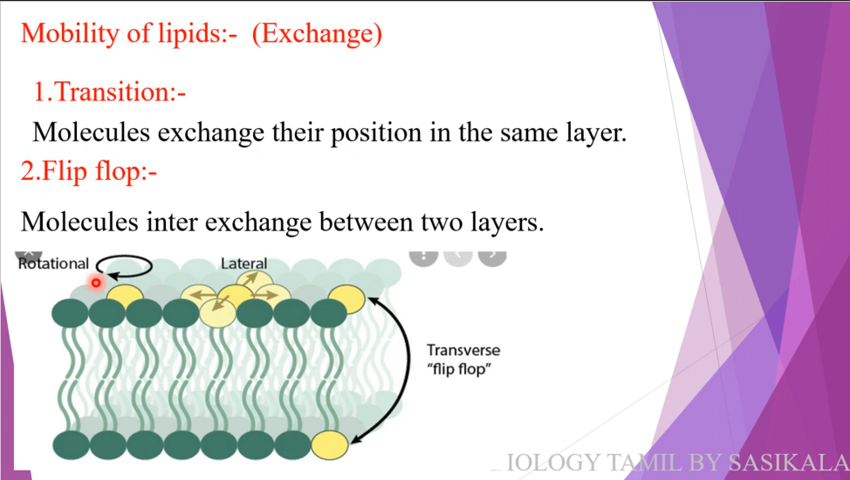 Mobility of lipids:- (Exchange)
1.Transition:-
Molecules exchange their position in the same layer.
2.Flip flop:-
Molecules inter exchange between two layers.
Rotational
Lateral
Transverse
"flip flop"
IOLOGY TAMIL BY SASIKALA